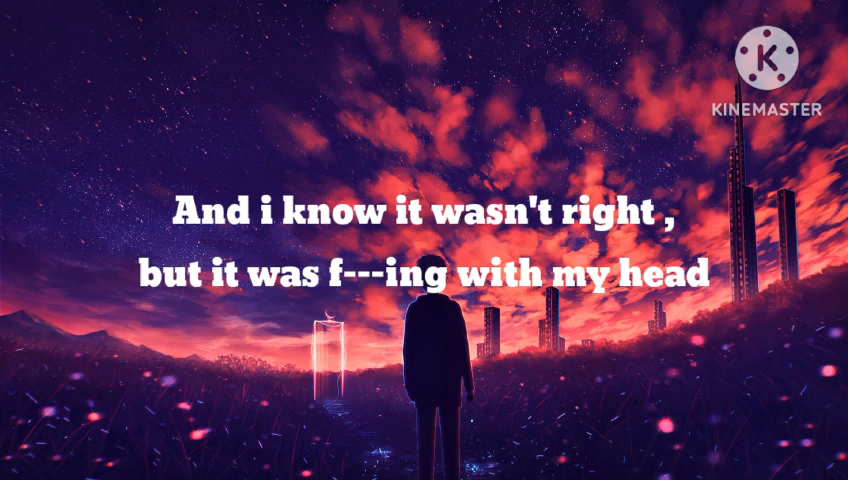 KINEMASTER
And i know it wasn't right ,
but it was f---ing with my head